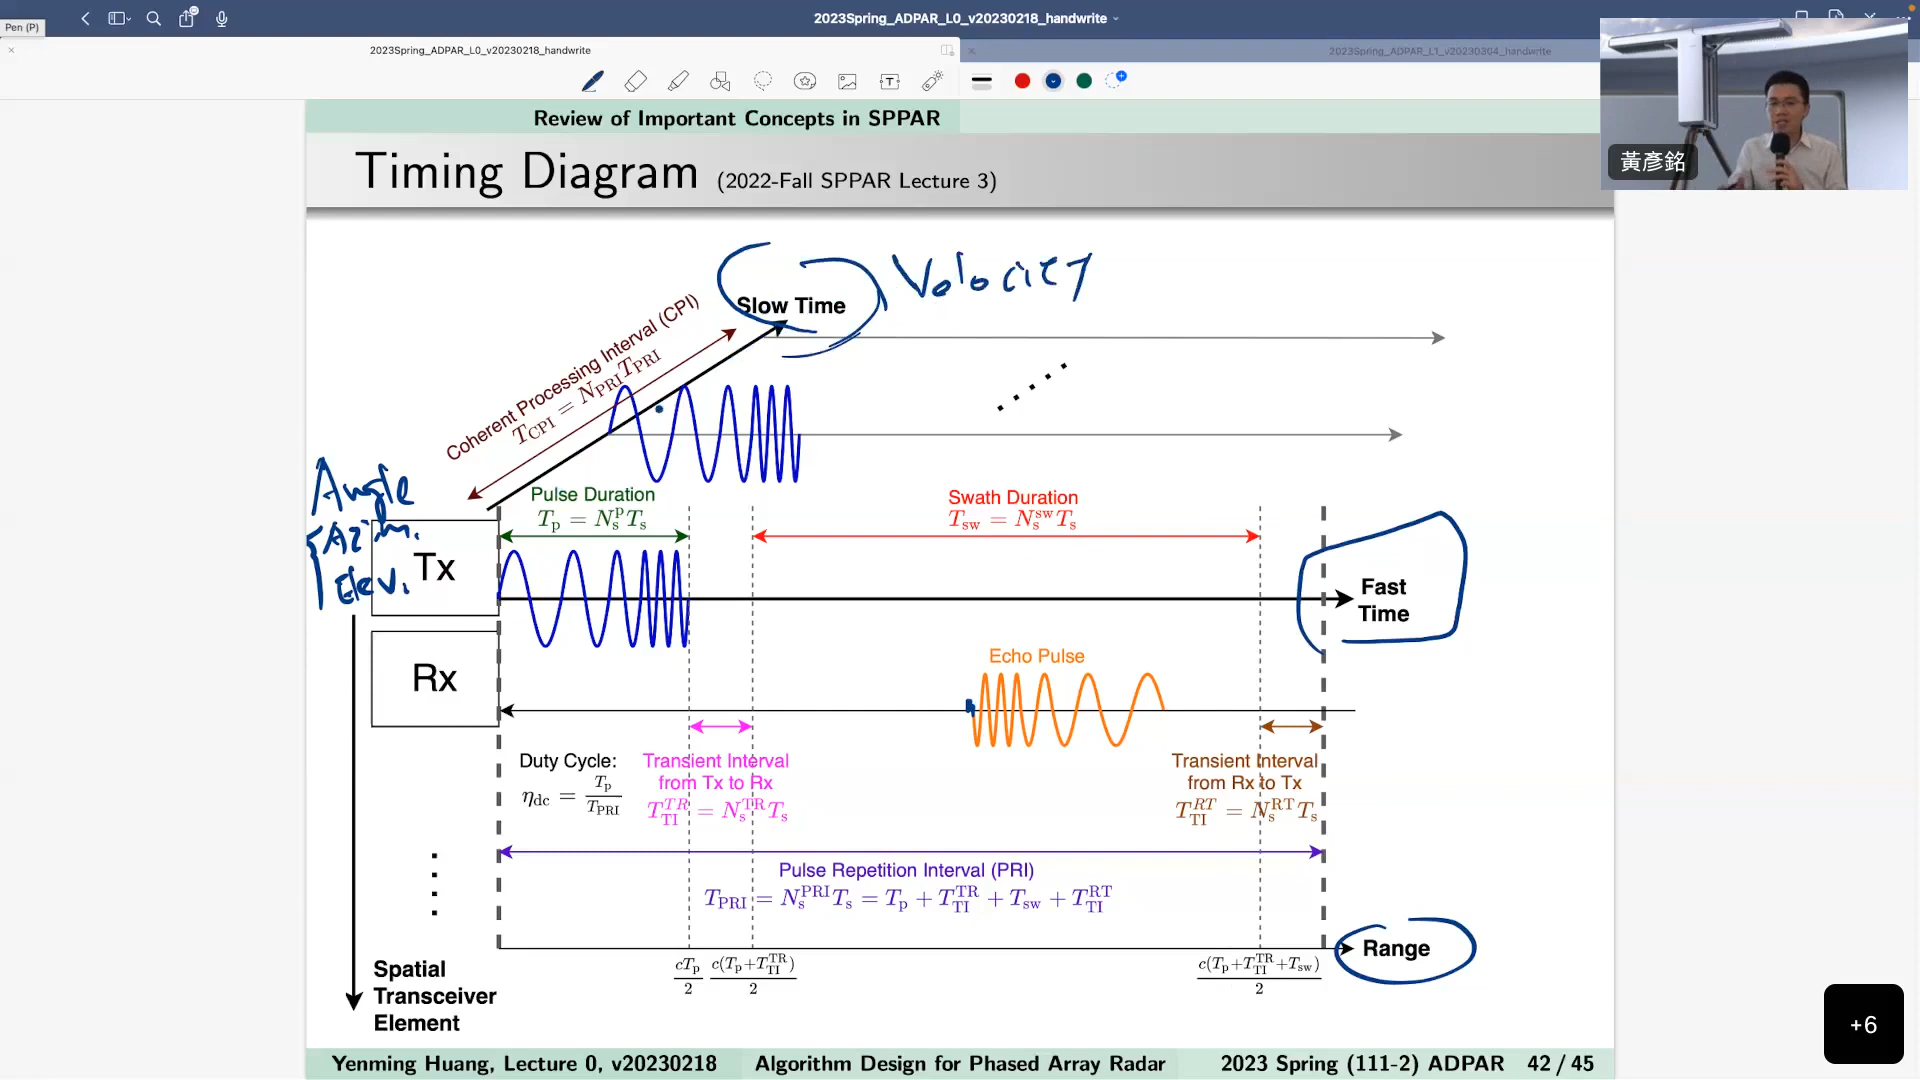 2023Spring_ADPAR_L0_v20230218_handwrite
Pen (P)
2023Spring_ADPAR_L0_v20230218_handwrite
2023Spring_ADPAR_L1_v20230304_handwrite
黃彥銘
Review of Important Concepts in SPPAR
Timing Diagram (2022-Fall SPPAR Lecture 3)
Slow Time
Velocity
Coherent Processing Interval (CPI)
T_CPI = N_PRI T_PRI
Angle
Azim.
Elev.
Pulse Duration
T_p = N_s^p T_s
Swath Duration
T_sw = N_s^sw T_s
Tx
Fast
Time
Rx
Echo Pulse
Duty Cycle:
η_dc = T_p / T_PRI
Transient Interval
from Tx to Rx
T_TI^TR = N_s^TR T_s
Transient Interval
from Rx to Tx
T_TI^RT = N_s^RT T_s
Pulse Repetition Interval (PRI)
T_PRI = N_s^PRI T_s = T_p + T_TI^TR + T_sw + T_TI^RT
Range
cT_p / 2
c(T_p+T_TI^TR) / 2
c(T_p+T_TI^TR+T_sw) / 2
Spatial
Transceiver
Element
+6
Yenming Huang, Lecture 0, v20230218 Algorithm Design for Phased Array Radar 2023 Spring (111-2) ADPAR 42 / 45